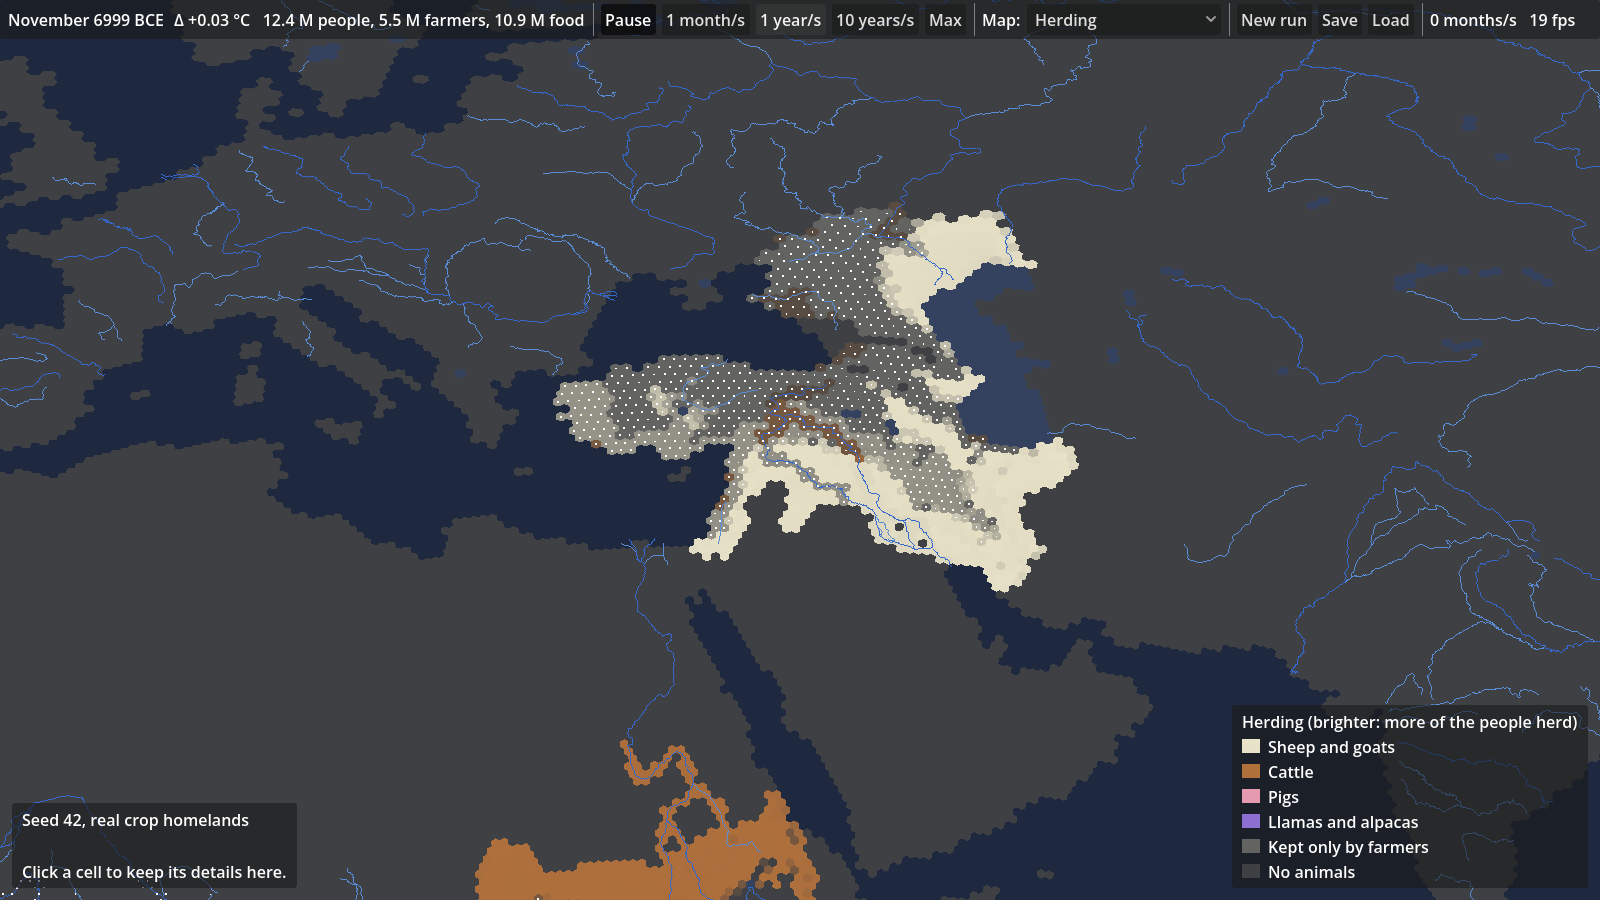 November 6999 BCE Δ +0.03 °C 12.4 M people, 5.5 M farmers, 10.9 M food Pause 1 month/s 1 year/s 10 years/s Max Map: Herding New run Save Load 0 months/s 19 fps
Herding (brighter: more of the people herd)
Sheep and goats
Cattle
Pigs
Llamas and alpacas
Kept only by farmers
No animals
Seed 42, real crop homelands
Click a cell to keep its details here.